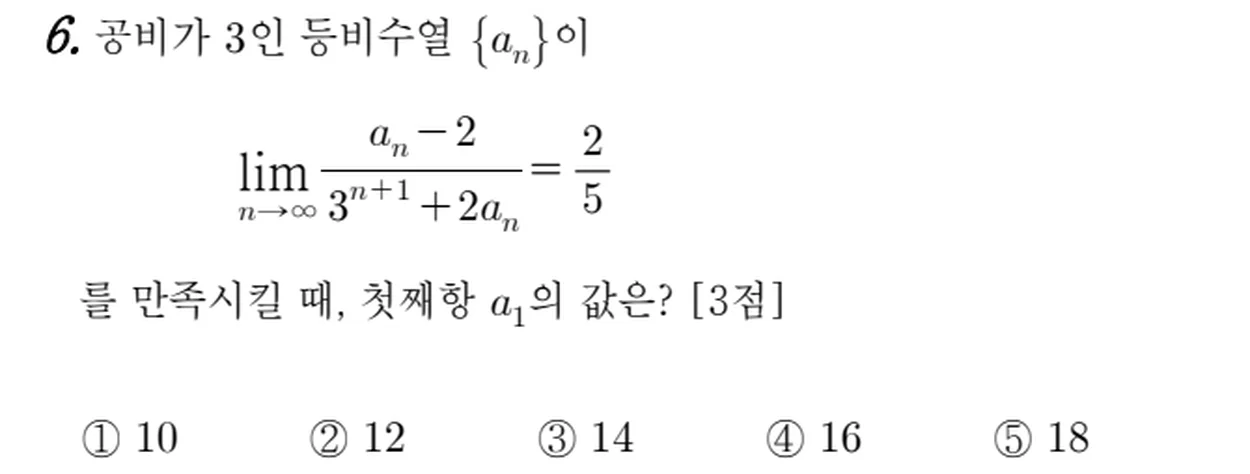 6. 공비가 3인 등비수열 {aₙ}이
lim_{n→∞} (aₙ − 2)/(3ⁿ⁺¹ + 2aₙ) = 2/5
를 만족시킬 때, 첫째항 a₁의 값은? [3점]
① 10 ② 12 ③ 14 ④ 16 ⑤ 18